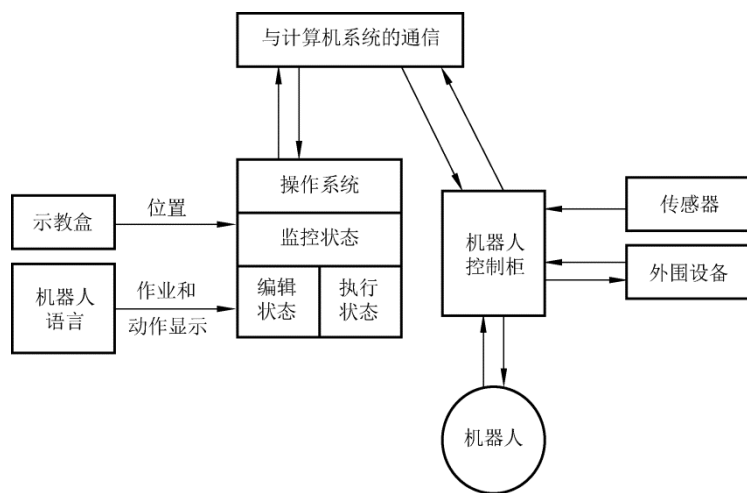 与计算机系统的通信
操作系统
监控状态
编辑
状态
执行
状态
示教盒
位置
机器人
语言
作业和
动作显示
机器人
控制柜
传感器
外围设备
机器人